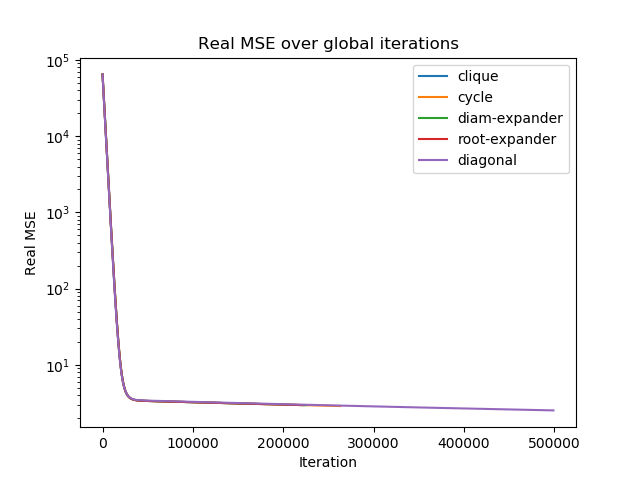 Real MSE over global iterations
Real MSE
10^5
10^4
10^3
10^2
10^1
clique
cycle
diam-expander
root-expander
diagonal
0 100000 200000 300000 400000 500000
Iteration